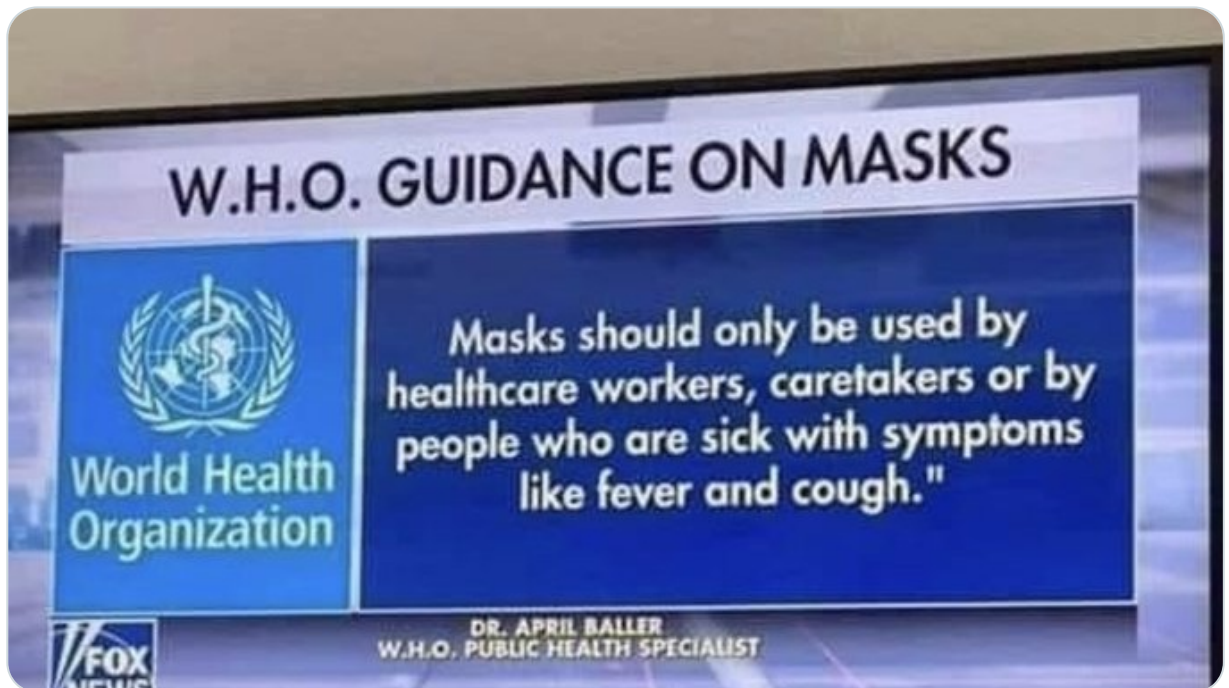 W.H.O. GUIDANCE ON MASKS
World Health
Organization
Masks should only be used by
healthcare workers, caretakers or by
people who are sick with symptoms
like fever and cough."
DR. APRIL BALLER
W.H.O. PUBLIC HEALTH SPECIALIST
FOX
NEWS